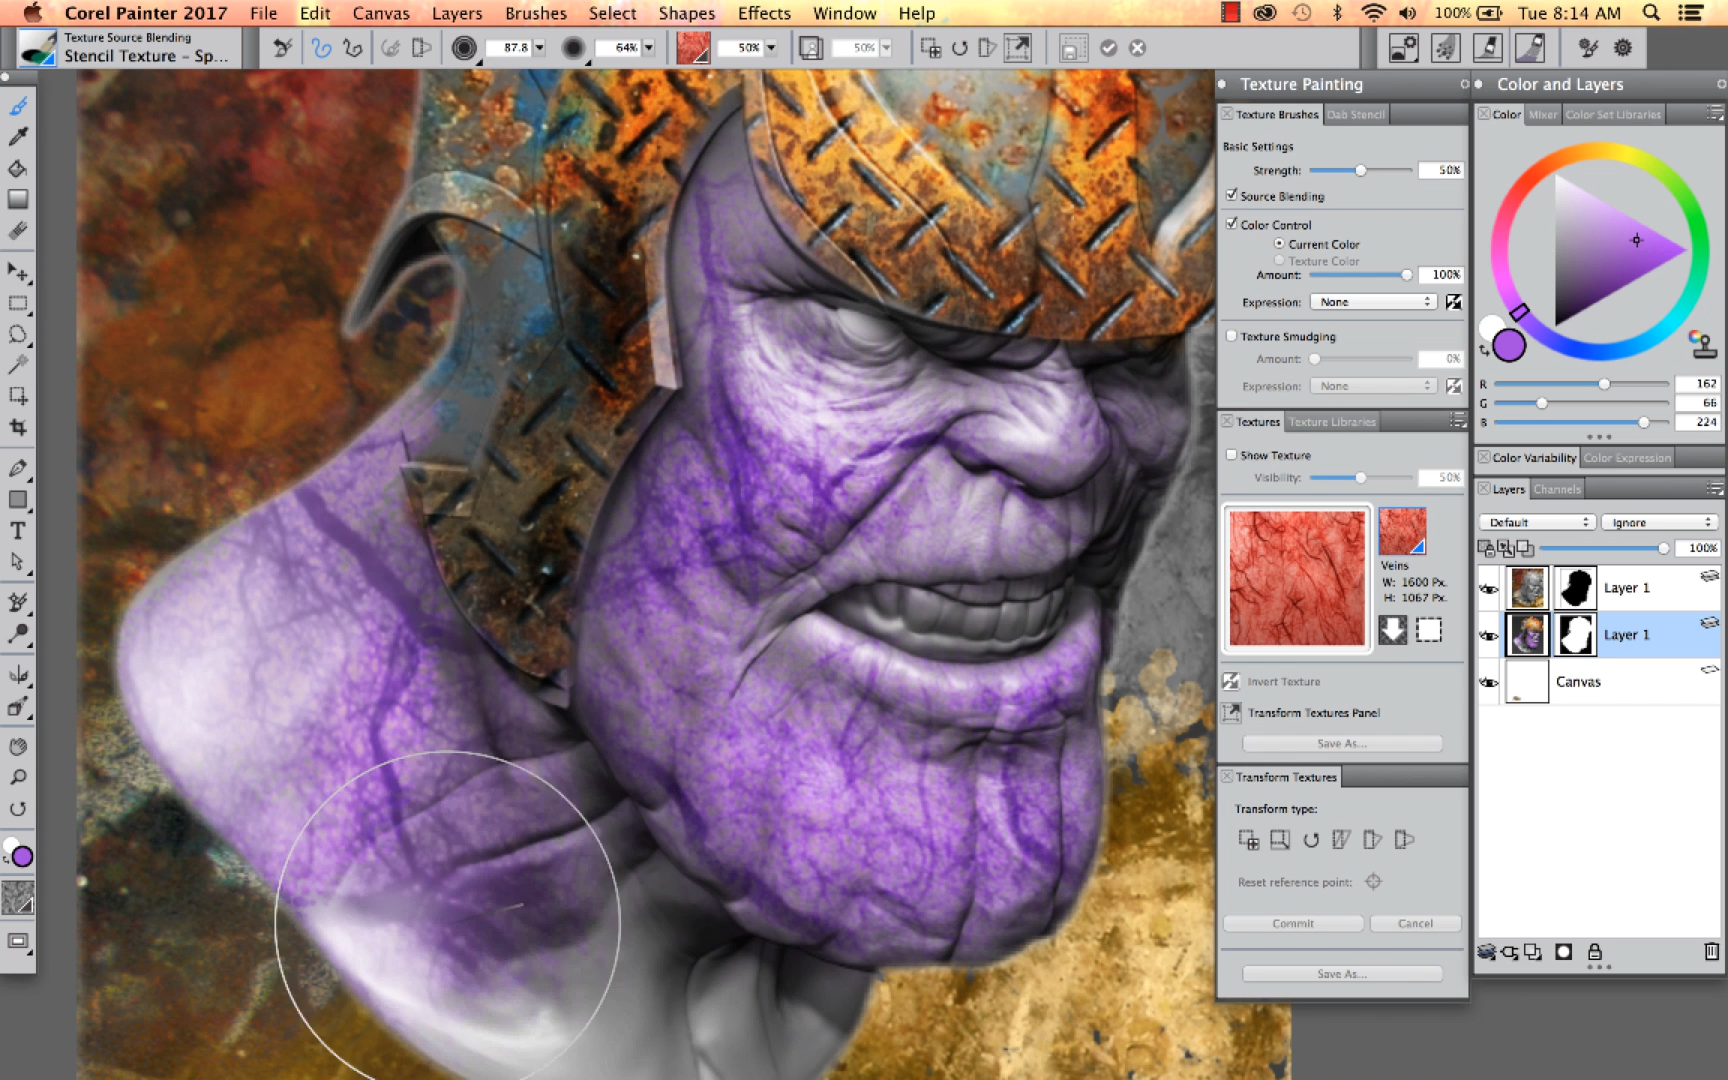 Corel Painter 2017 File Edit Canvas Layers Brushes Select Shapes Effects Window Help 100% Tue 8:14 AM
Texture Source Blending
Stencil Texture - Sp...
87.8 64% 50% 50%
Texture Painting
Texture Brushes Dab Stencil
Basic Settings
Strength: 50%
Source Blending
Color Control
Current Color
Texture Color
Amount: 100%
Expression: None
Texture Smudging
Amount: 0%
Expression: None
Textures Texture Libraries
Show Texture
Visibility: 50%
Veins
W: 1600 Px.
H: 1067 Px.
Invert Texture
Transform Textures Panel
Save As...
Transform Textures
Transform type:
Reset reference point:
Commit Cancel
Save As...
Color and Layers
Color Mixer Color Set Libraries
R 162
G 66
B 224
Color Variability Color Expression
Layers Channels
Default Ignore
100%
Layer 1
Layer 1
Canvas
T